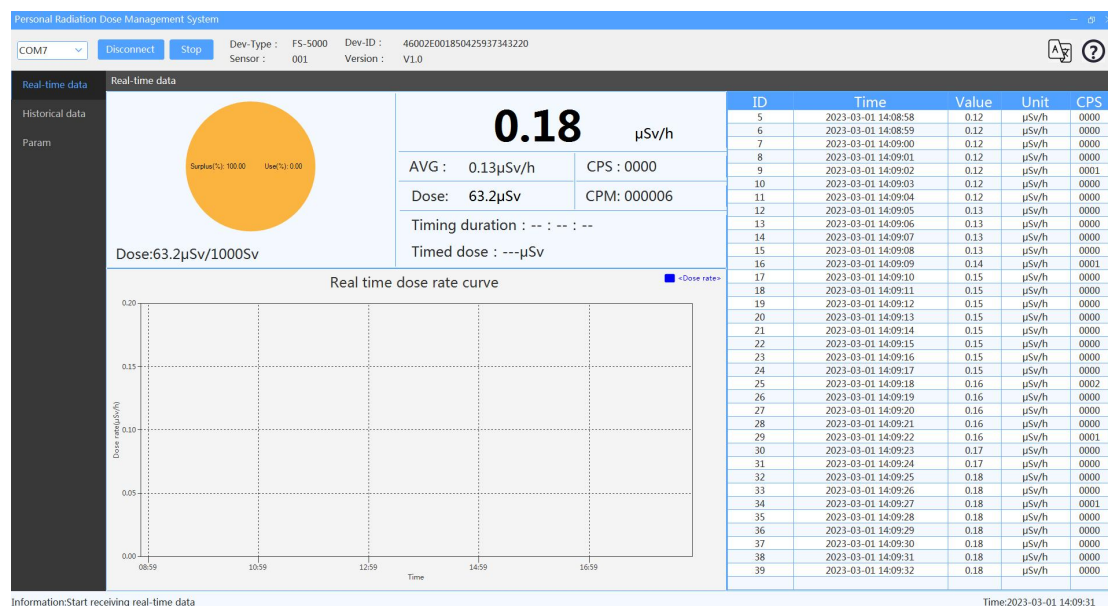 Personal Radiation Dose Management System
COM7 Disconnect Stop Dev-Type : FS-5000 Dev-ID : 46002E001850425937343220
Sensor : 001 Version : V1.0
Real-time data
Historical data
Param
Real-time data
Surplus(%): 100.00 Use(%): 0.00
Dose:63.2μSv/1000Sv
0.18 μSv/h
AVG : 0.13μSv/h CPS : 0000
Dose: 63.2μSv CPM: 000006
Timing duration : -- : -- : --
Timed dose : ---μSv
Real time dose rate curve
<Dose rate>
Dose rate(μSv/h)
0.20
0.15
0.10
0.05
0.00
08:59 10:59 12:59 14:59 16:59
Time
ID Time Value Unit CPS
5 2023-03-01 14:08:58 0.12 μSv/h 0000
6 2023-03-01 14:08:59 0.12 μSv/h 0000
7 2023-03-01 14:09:00 0.12 μSv/h 0000
8 2023-03-01 14:09:01 0.12 μSv/h 0000
9 2023-03-01 14:09:02 0.12 μSv/h 0001
10 2023-03-01 14:09:03 0.12 μSv/h 0000
11 2023-03-01 14:09:04 0.12 μSv/h 0000
12 2023-03-01 14:09:05 0.13 μSv/h 0000
13 2023-03-01 14:09:06 0.13 μSv/h 0000
14 2023-03-01 14:09:07 0.13 μSv/h 0000
15 2023-03-01 14:09:08 0.13 μSv/h 0000
16 2023-03-01 14:09:09 0.14 μSv/h 0001
17 2023-03-01 14:09:10 0.15 μSv/h 0000
18 2023-03-01 14:09:11 0.15 μSv/h 0000
19 2023-03-01 14:09:12 0.15 μSv/h 0000
20 2023-03-01 14:09:13 0.15 μSv/h 0000
21 2023-03-01 14:09:14 0.15 μSv/h 0000
22 2023-03-01 14:09:15 0.15 μSv/h 0000
23 2023-03-01 14:09:16 0.15 μSv/h 0000
24 2023-03-01 14:09:17 0.15 μSv/h 0000
25 2023-03-01 14:09:18 0.16 μSv/h 0002
26 2023-03-01 14:09:19 0.16 μSv/h 0000
27 2023-03-01 14:09:20 0.16 μSv/h 0000
28 2023-03-01 14:09:21 0.16 μSv/h 0000
29 2023-03-01 14:09:22 0.16 μSv/h 0001
30 2023-03-01 14:09:23 0.17 μSv/h 0000
31 2023-03-01 14:09:24 0.17 μSv/h 0000
32 2023-03-01 14:09:25 0.18 μSv/h 0000
33 2023-03-01 14:09:26 0.18 μSv/h 0000
34 2023-03-01 14:09:27 0.18 μSv/h 0001
35 2023-03-01 14:09:28 0.18 μSv/h 0000
36 2023-03-01 14:09:29 0.18 μSv/h 0000
37 2023-03-01 14:09:30 0.18 μSv/h 0000
38 2023-03-01 14:09:31 0.18 μSv/h 0000
39 2023-03-01 14:09:32 0.18 μSv/h 0000
Information:Start receiving real-time data Time:2023-03-01 14:09:31